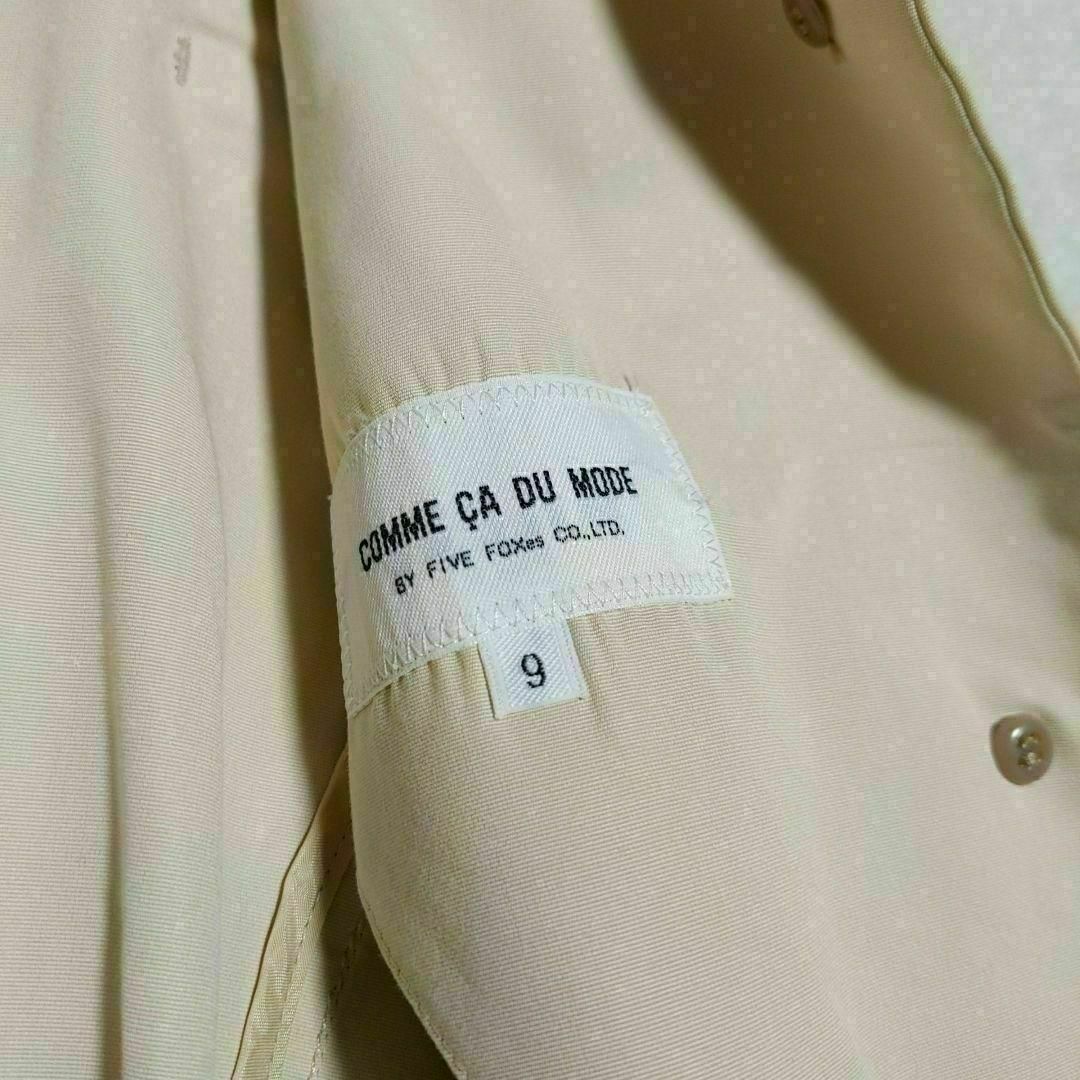 COMME ÇA DU MODE
BY FIVE FOXes CO.,LTD.
9